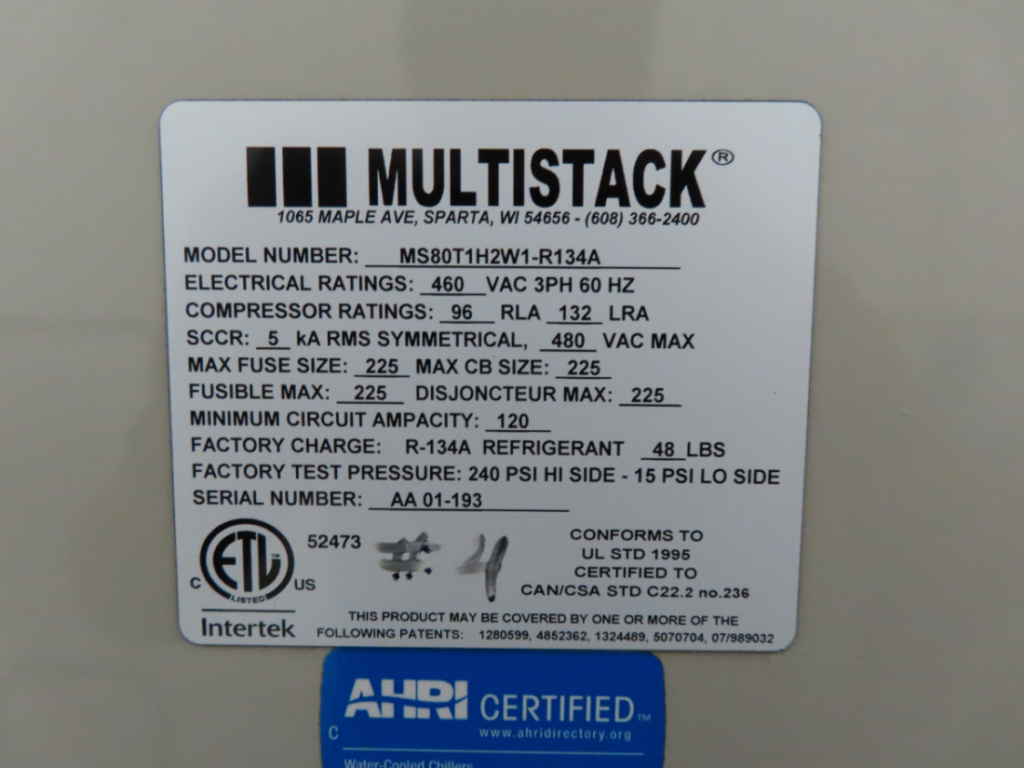 MULTISTACK®
1065 MAPLE AVE, SPARTA, WI 54656 - (608) 366-2400
MODEL NUMBER: MS80T1H2W1-R134A
ELECTRICAL RATINGS: 460 VAC 3PH 60 HZ
COMPRESSOR RATINGS: 96 RLA 132 LRA
SCCR: 5 kA RMS SYMMETRICAL, 480 VAC MAX
MAX FUSE SIZE: 225 MAX CB SIZE: 225
FUSIBLE MAX: 225 DISJONCTEUR MAX: 225
MINIMUM CIRCUIT AMPACITY: 120
FACTORY CHARGE: R-134A REFRIGERANT 48 LBS
FACTORY TEST PRESSURE: 240 PSI HI SIDE - 15 PSI LO SIDE
SERIAL NUMBER: AA 01-193
C ETL™ LISTED US
Intertek
52473
#4
CONFORMS TO
UL STD 1995
CERTIFIED TO
CAN/CSA STD C22.2 no.236
THIS PRODUCT MAY BE COVERED BY ONE OR MORE OF THE
FOLLOWING PATENTS: 1280599, 4852362, 1324489, 5070704, 07/989032
AHRI CERTIFIED™
www.ahridirectory.org
C
Water-Cooled Chillers